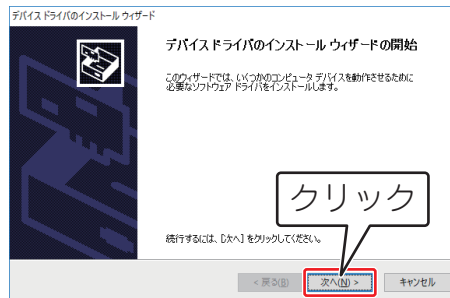 デバイス ドライバのインストール ウィザード
デバイス ドライバのインストール ウィザードの開始
このウィザードでは、いくつかのコンピュータ デバイスを動作させるために
必要なソフトウェア ドライバをインストールします。
クリック
続行するには、[次へ] をクリックしてください。
< 戻る(B)
次へ(N) >
キャンセル